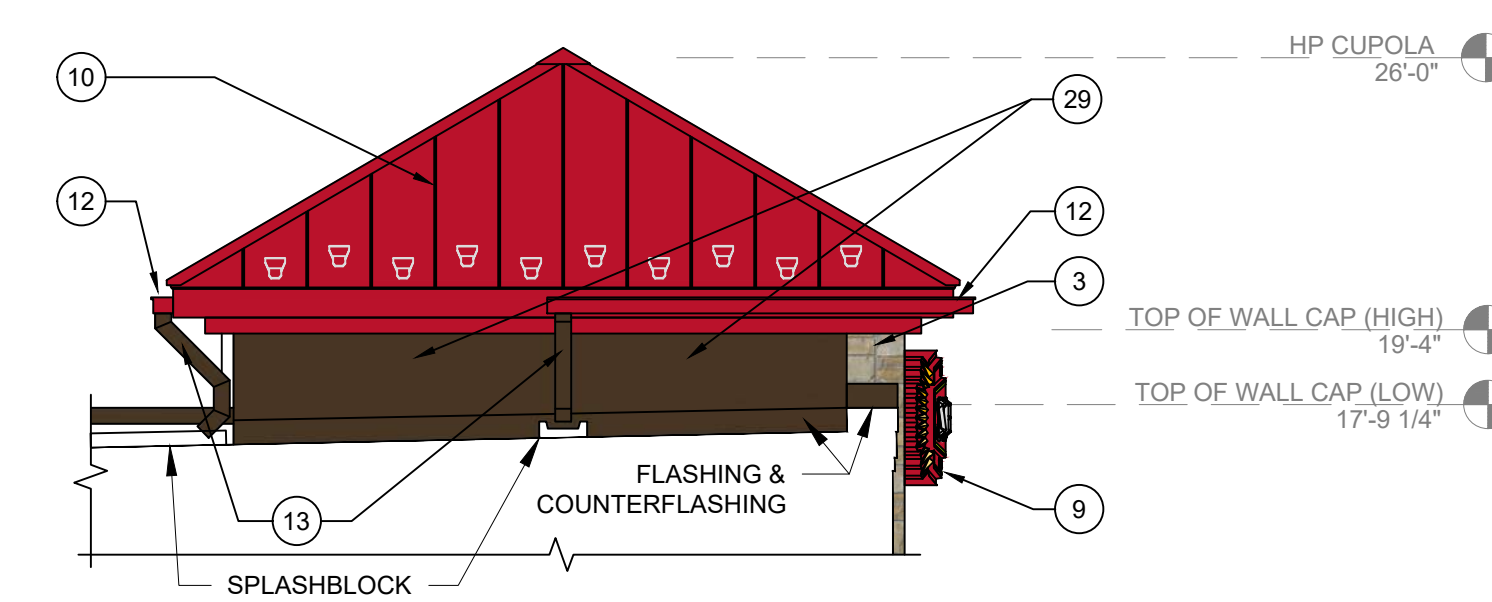 HP CUPOLA
26'-0"
10
29
12
12
3
TOP OF WALL CAP (HIGH)
19'-4"
TOP OF WALL CAP (LOW)
17'-9 1/4"
FLASHING &
COUNTERFLASHING
13
9
SPLASHBLOCK